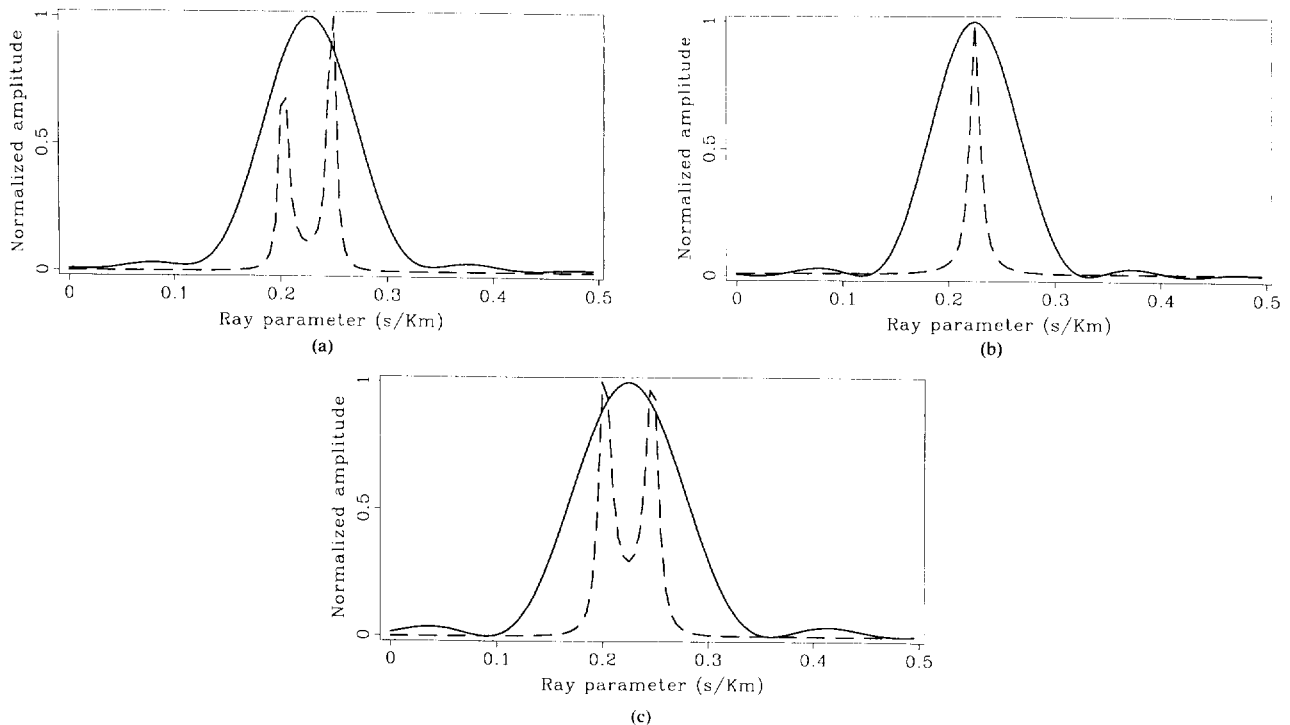 Normalized amplitude
1
0.5
0
0 0.1 0.2 0.3 0.4 0.5
Ray parameter (s/Km)
(a)
Normalized amplitude
1
0.5
0
0 0.1 0.2 0.3 0.4 0.5
Ray parameter (s/Km)
(b)
Normalized amplitude
1
0.5
0
0 0.1 0.2 0.3 0.4 0.5
Ray parameter (s/Km)
(c)